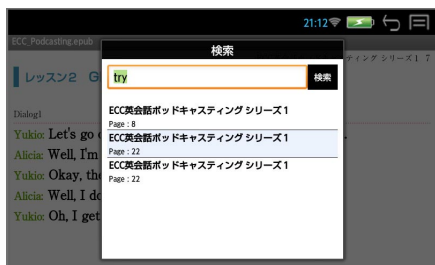 21:12
ECC_Podcasting.epub
ティング シリーズ1 7
レッスン2 G
検索
try
検索
Dialog1
Yukio: Let's go
Alicia: Well, I'm
Yukio: Okay, the
Alicia: Well, I do
Yukio: Oh, I get
ECC英会話ポッドキャスティング シリーズ1
Page : 8
ECC英会話ポッドキャスティング シリーズ1
Page : 22
ECC英会話ポッドキャスティング シリーズ1
Page : 22